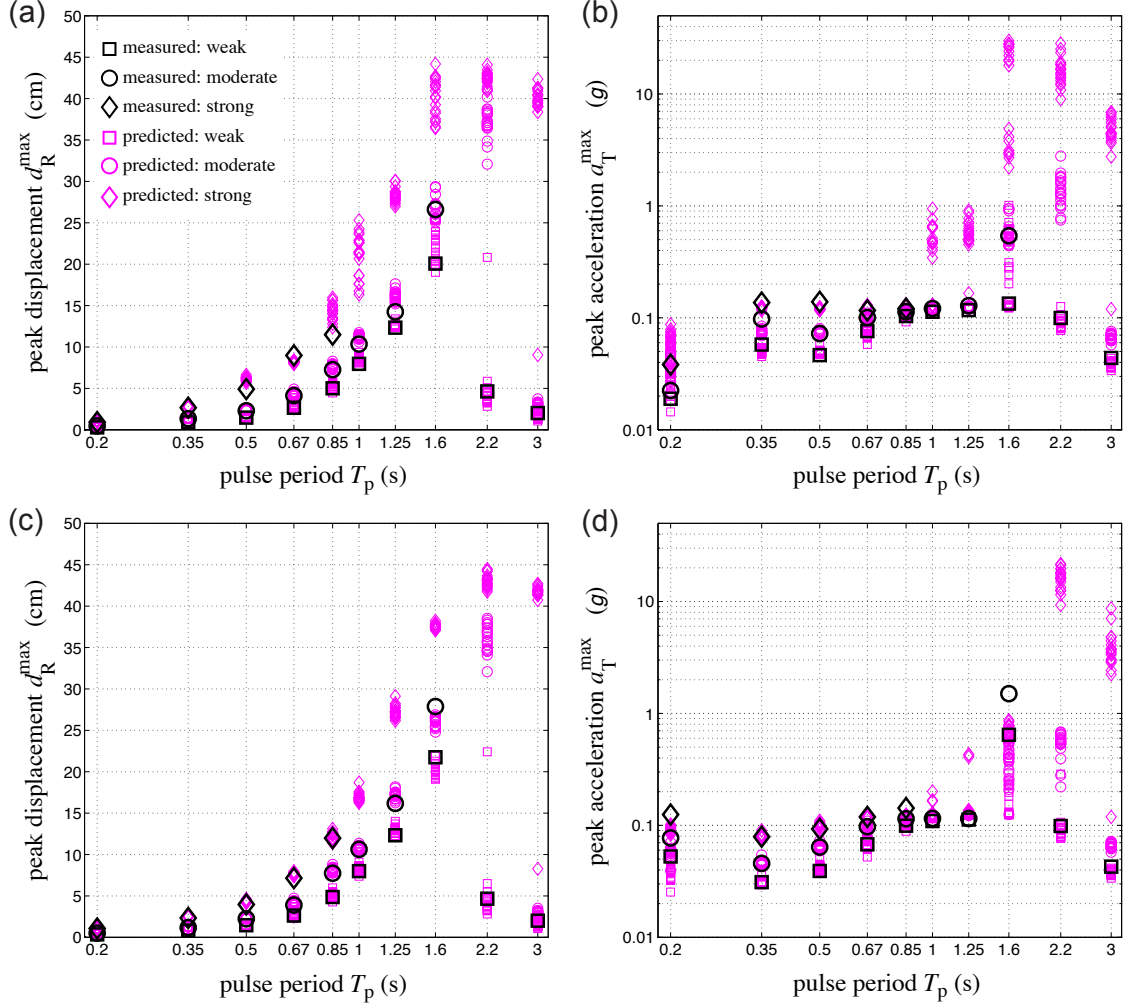 (a)
50
45
40
35
30
25
20
15
10
5
0
peak displacement d_R^max (cm)
measured: weak
measured: moderate
measured: strong
predicted: weak
predicted: moderate
predicted: strong
0.2 0.35 0.5 0.67 0.85 1 1.25 1.6 2.2 3
pulse period T_p (s)
(b)
10
1
0.1
0.01
peak acceleration a_T^max (g)
0.2 0.35 0.5 0.67 0.85 1 1.25 1.6 2.2 3
pulse period T_p (s)
(c)
50
45
40
35
30
25
20
15
10
5
0
peak displacement d_R^max (cm)
0.2 0.35 0.5 0.67 0.85 1 1.25 1.6 2.2 3
pulse period T_p (s)
(d)
10
1
0.1
0.01
peak acceleration a_T^max (g)
0.2 0.35 0.5 0.67 0.85 1 1.25 1.6 2.2 3
pulse period T_p (s)